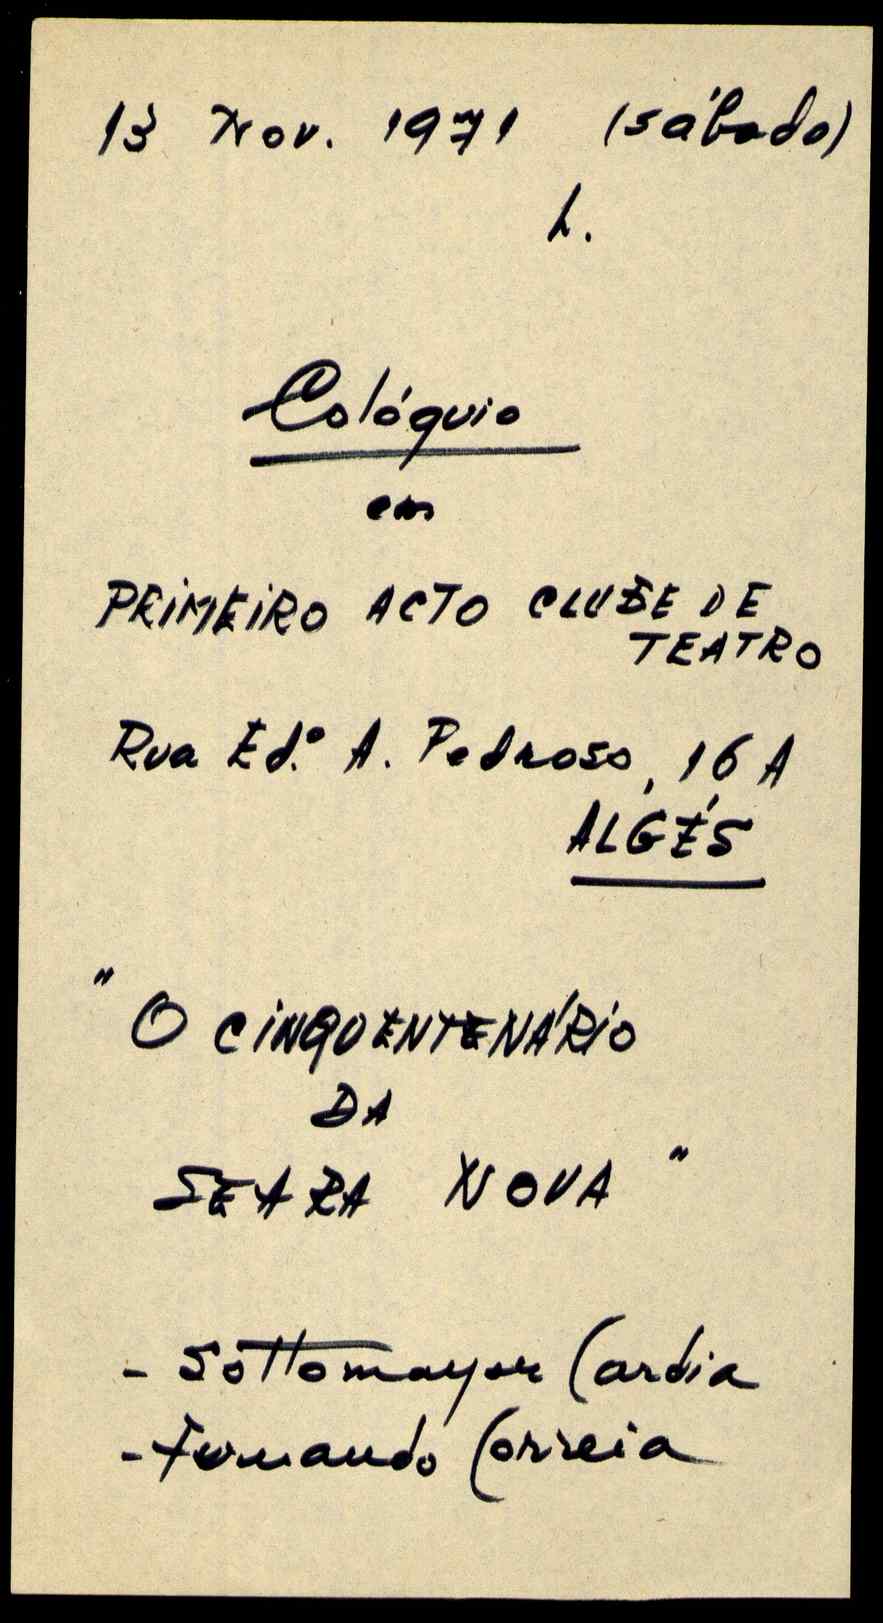 13 Nov. 1971 (sábado)
h.
Colóquio
em
PRIMEIRO ACTO CLUBE DE
TEATRO
Rua Ed.º A. Pedroso, 16 A
ALGÉS
"O CINQUENTENÁRIO
DA
SEARA NOVA"
- Sottomayor Cardia
- Fernando Correia